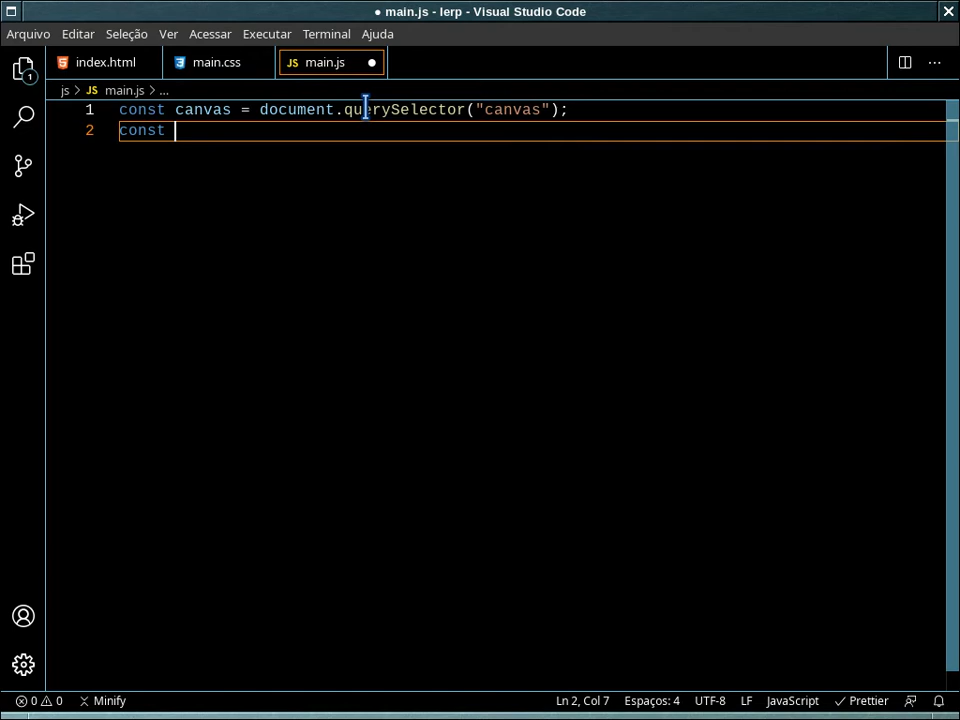 ● main.js - lerp - Visual Studio Code
Arquivo Editar Seleção Ver Acessar Executar Terminal Ajuda
index.html main.css JS main.js ●
js > JS main.js > ...
1 const canvas = document.querySelector("canvas");
2 const
1
0 0 Minify Ln 2, Col 7 Espaços: 4 UTF-8 LF JavaScript Prettier